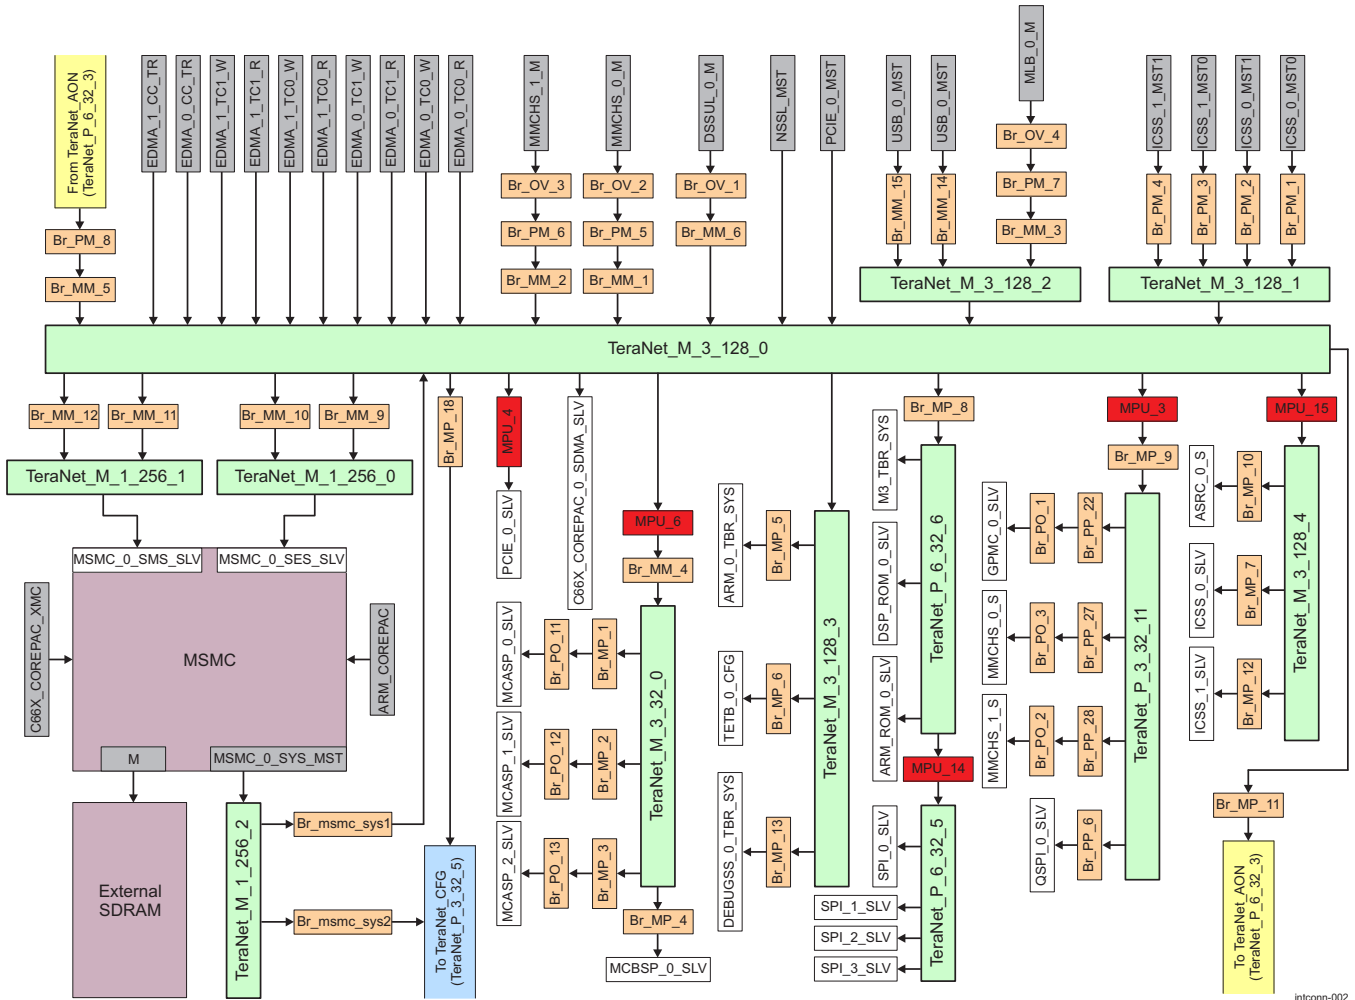 From TeraNet_AON
(TeraNet_P_6_32_3)
EDMA_1_CC_TR
EDMA_0_CC_TR
EDMA_1_TC1_W
EDMA_1_TC1_R
EDMA_1_TC0_W
EDMA_1_TC0_R
EDMA_0_TC1_W
EDMA_0_TC1_R
EDMA_0_TC0_W
EDMA_0_TC0_R
MMCHS_1_M
MMCHS_0_M
DSSUL_0_M
NSSL_MST
PCIE_0_MST
USB_0_MST
USB_0_MST
MLB_0_M
ICSS_1_MST1
ICSS_1_MST0
ICSS_0_MST1
ICSS_0_MST0
Br_OV_4
Br_OV_3
Br_OV_2
Br_OV_1
Br_MM_15
Br_MM_14
Br_PM_7
Br_PM_4
Br_PM_3
Br_PM_2
Br_PM_1
Br_PM_8
Br_PM_6
Br_PM_5
Br_MM_6
Br_MM_3
Br_MM_5
Br_MM_2
Br_MM_1
TeraNet_M_3_128_2
TeraNet_M_3_128_1
TeraNet_M_3_128_0
Br_MM_12
Br_MM_11
Br_MM_10
Br_MM_9
Br_MP_18
MPU_4
C66X_COREPAC_0_SDMA_SLV
Br_MP_8
MPU_3
MPU_15
TeraNet_M_1_256_1
TeraNet_M_1_256_0
Br_MP_9
M3_TBR_SYS
ASRC_0_S
Br_MP_10
PCIE_0_SLV
MPU_6
ARM_0_TBR_SYS
Br_MP_5
TeraNet_P_6_32_6
GPMC_0_SLV
Br_PO_1
Br_PP_22
TeraNet_M_3_128_4
MSMC_0_SMS_SLV
MSMC_0_SES_SLV
Br_MM_4
DSP_ROM_0_SLV
ICSS_0_SLV
Br_MP_7
C66X_COREPAC_XMC
MSMC
ARM_COREPAC
MCASP_0_SLV
Br_PO_11
Br_MP_1
TeraNet_M_3_32_0
TeraNet_M_3_128_3
MMCHS_0_S
Br_PO_3
Br_PP_27
TeraNet_P_3_32_11
TETB_0_CFG
Br_MP_6
ARM_ROM_0_SLV
ICSS_1_SLV
Br_MP_12
MCASP_1_SLV
Br_PO_12
Br_MP_2
MMCHS_1_S
Br_PO_2
Br_PP_28
M
MSMC_0_SYS_MST
MPU_14
Br_MP_11
External
SDRAM
TeraNet_M_1_256_2
Br_msmc_sys1
MCASP_2_SLV
Br_PO_13
Br_MP_3
DEBUGSS_0_TBR_SYS
Br_MP_13
SPI_0_SLV
TeraNet_P_6_32_5
QSPI_0_SLV
Br_PP_6
Br_msmc_sys2
To TeraNet_CFG
(TeraNet_P_3_32_5)
Br_MP_4
SPI_1_SLV
SPI_2_SLV
SPI_3_SLV
MCBSP_0_SLV
To TeraNet_AON
(TeraNet_P_6_32_3)
intconn-002